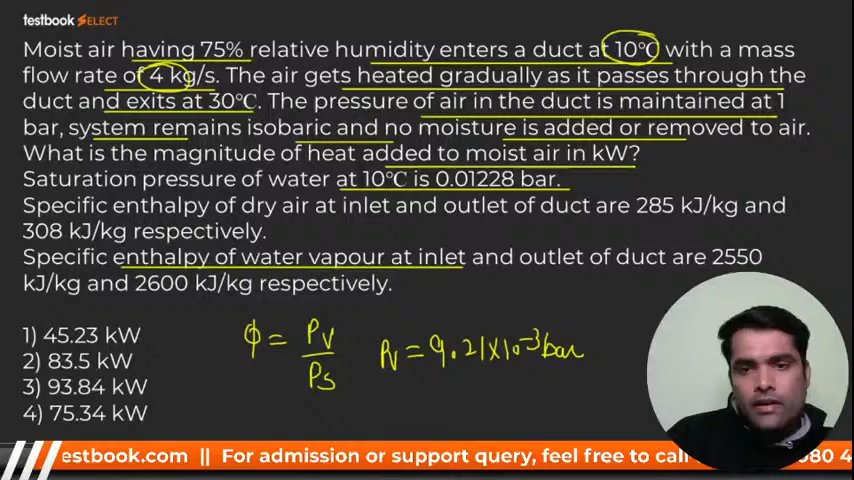 testbook SELECT
Moist air having 75% relative humidity enters a duct at 10°C with a mass
flow rate of 4 kg/s. The air gets heated gradually as it passes through the
duct and exits at 30°C. The pressure of air in the duct is maintained at 1
bar, system remains isobaric and no moisture is added or removed to air.
What is the magnitude of heat added to moist air in kW?
Saturation pressure of water at 10°C is 0.01228 bar.
Specific enthalpy of dry air at inlet and outlet of duct are 285 kJ/kg and
308 kJ/kg respectively.
Specific enthalpy of water vapour at inlet and outlet of duct are 2550
kJ/kg and 2600 kJ/kg respectively.
1) 45.23 kW
2) 83.5 kW
3) 93.84 kW
4) 75.34 kW
ϕ = Pv/Ps
Pv = 9.21×10⁻³ bar
estbook.com || For admission or support query, feel free to call
80 4